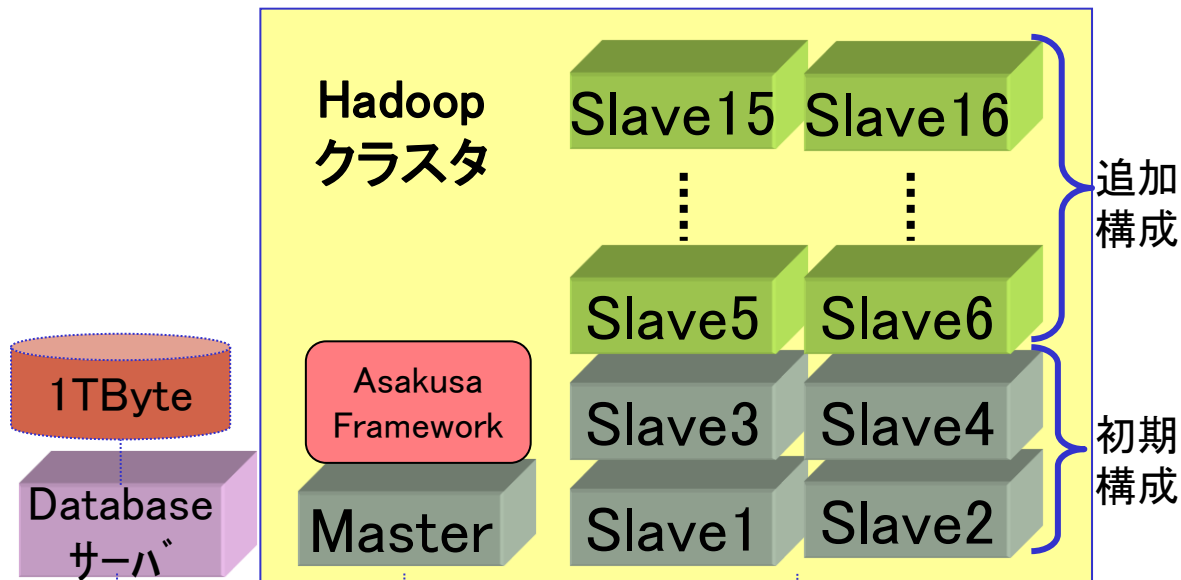 Hadoop
クラスタ
Slave15
Slave16
追加
構成
Slave5
Slave6
1TByte
Asakusa
Framework
Slave3
Slave4
初期
構成
Database
サーバ
Master
Slave1
Slave2